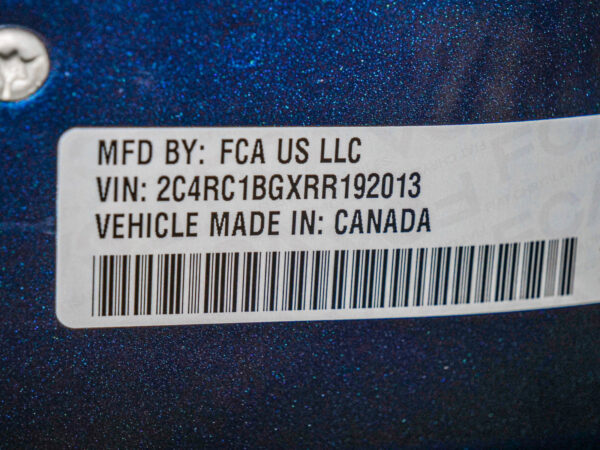 MFD BY: FCA US LLC
VIN: 2C4RC1BGXRR192013
VEHICLE MADE IN: CANADA